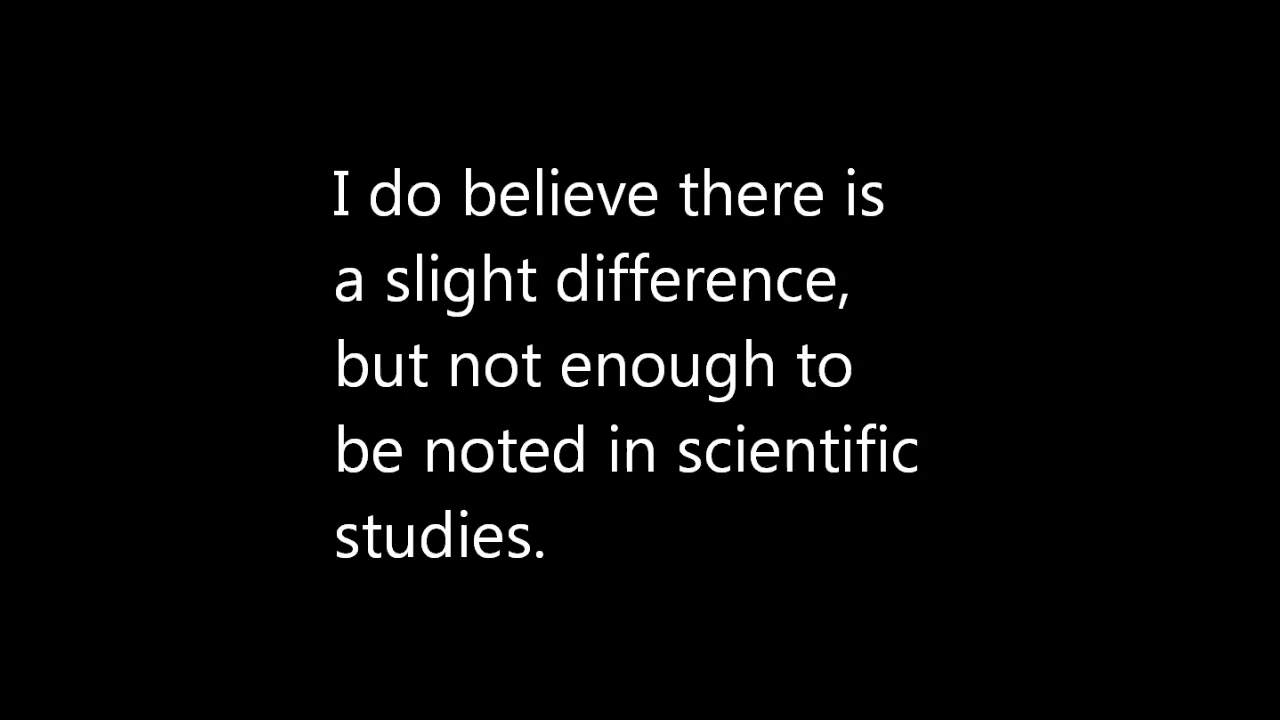 I do believe there is
a slight difference,
but not enough to
be noted in scientific
studies.